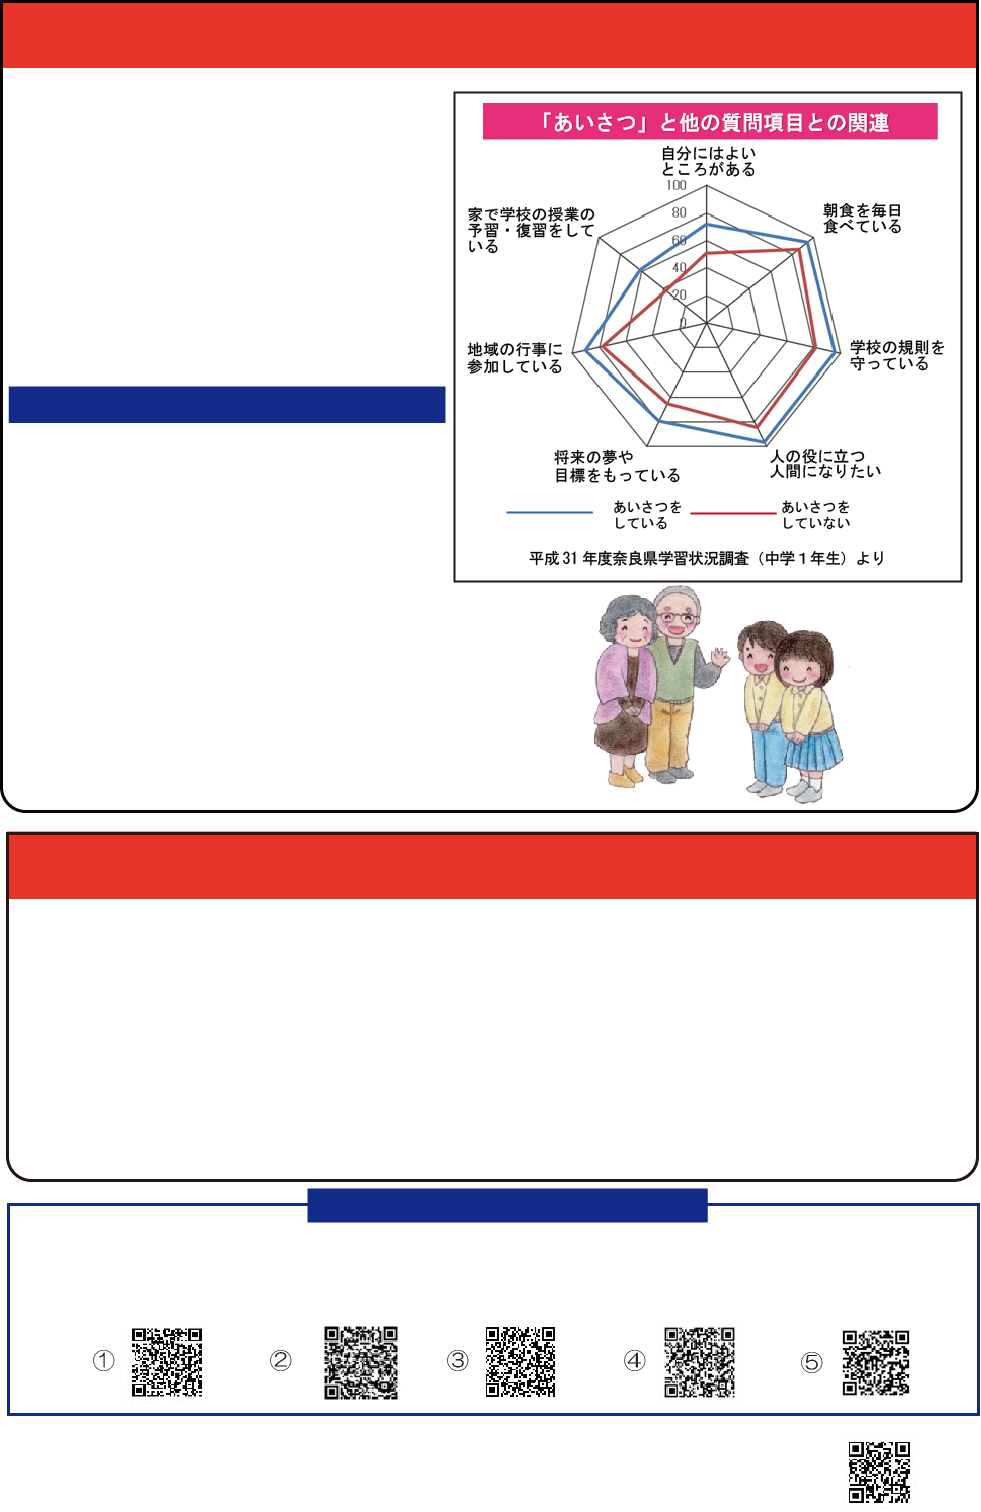 「あいさつ」と他の質問項目との関連
自分にはよい
ところがある
100
80
60
40
20
0
朝食を毎日
食べている
学校の規則を
守っている
人の役に立つ
人間になりたい
将来の夢や
目標をもっている
地域の行事に
参加している
家で学校の授業の
予習・復習をして
いる
あいさつを
している
あいさつを
していない
平成 31 年度奈良県学習状況調査（中学１年生）より
① ② ③ ④ ⑤